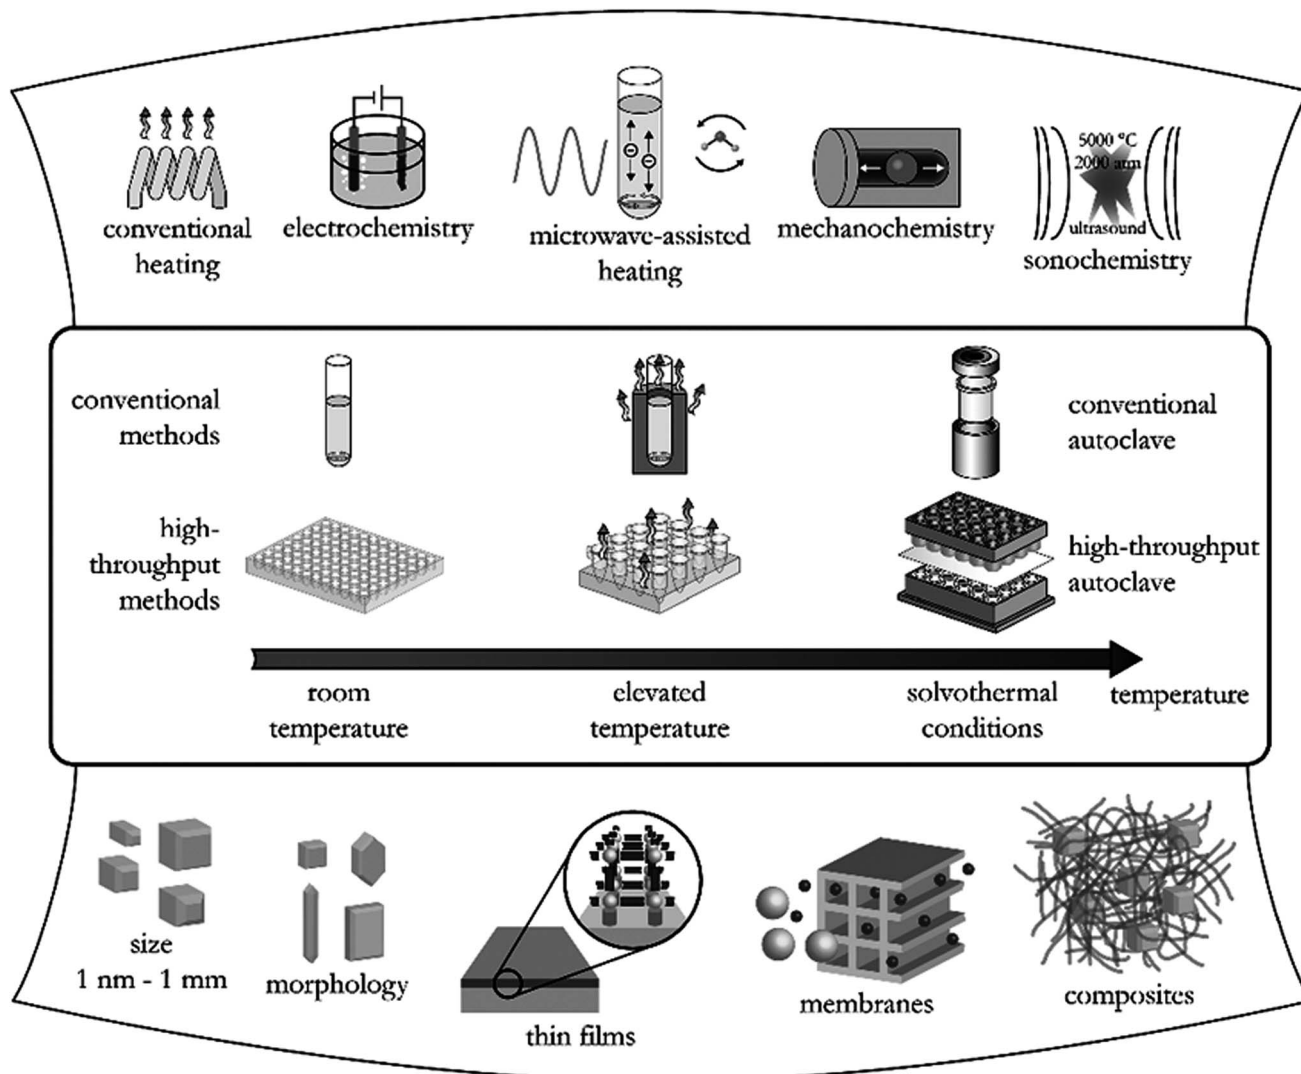 conventional
heating
electrochemistry
microwave-assisted
heating
mechanochemistry
5000 °C
2000 atm
ultrasound
sonochemistry
conventional
methods
conventional
autoclave
high-
throughput
methods
high-throughput
autoclave
room
temperature
elevated
temperature
solvothermal
conditions
temperature
size
1 nm - 1 mm
morphology
thin films
membranes
composites